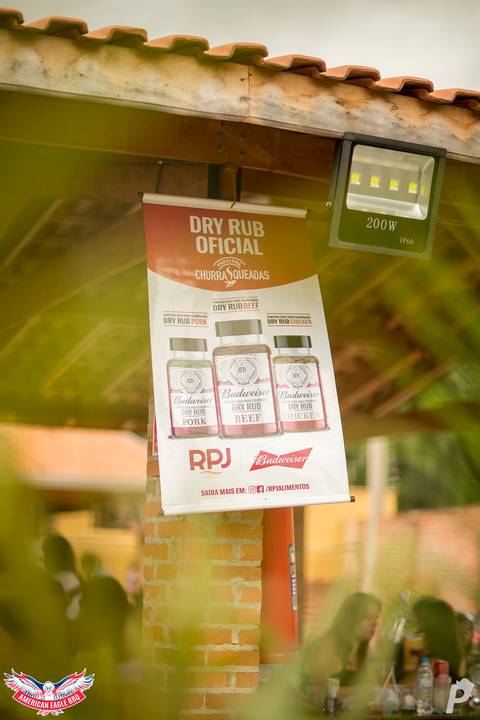 DRY RUB
OFICIAL
CHURRASQUEADAS
DRY RUB PORK
DRY RUB BEEF
DRY RUB CHICKEN
Budweiser
DRY RUB
PORK
Budweiser
DRY RUB
BEEF
Budweiser
DRY RUB
CHICKEN
RPJ
Budweiser
SAIBA MAIS EM: /RPJALIMENTOS
200W
IP66
AMERICAN EAGLE BBQ